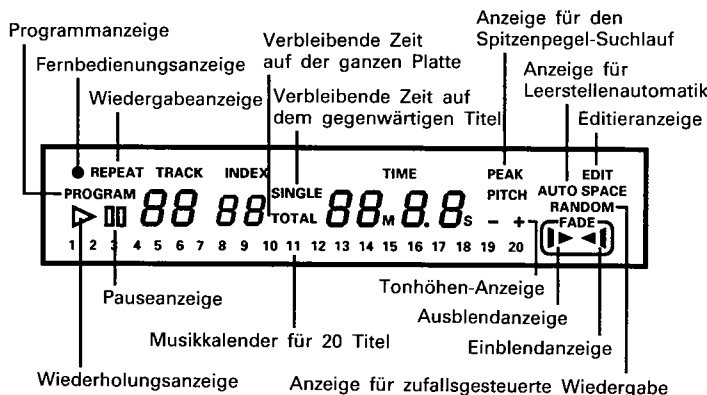 Programmanzeige
Fernbedienungsanzeige
Wiedergabeanzeige
Verbleibende Zeit
auf der ganzen Platte
Verbleibende Zeit auf
dem gegenwärtigen Titel
Anzeige für den
Spitzenpegel-Suchlauf
Anzeige für
Leerstellenautomatik
Editieranzeige
REPEAT TRACK INDEX TIME PEAK EDIT
PROGRAM SINGLE PITCH AUTO SPACE
RANDOM
88 88 TOTAL 88M 8.8S - + FADE
1 2 3 4 5 6 7 8 9 10 11 12 13 14 15 16 17 18 19 20
Pauseanzeige
Tonhöhen-Anzeige
Ausblendanzeige
Musikkalender für 20 Titel
Einblendanzeige
Wiederholungsanzeige
Anzeige für zufallsgesteuerte Wiedergabe